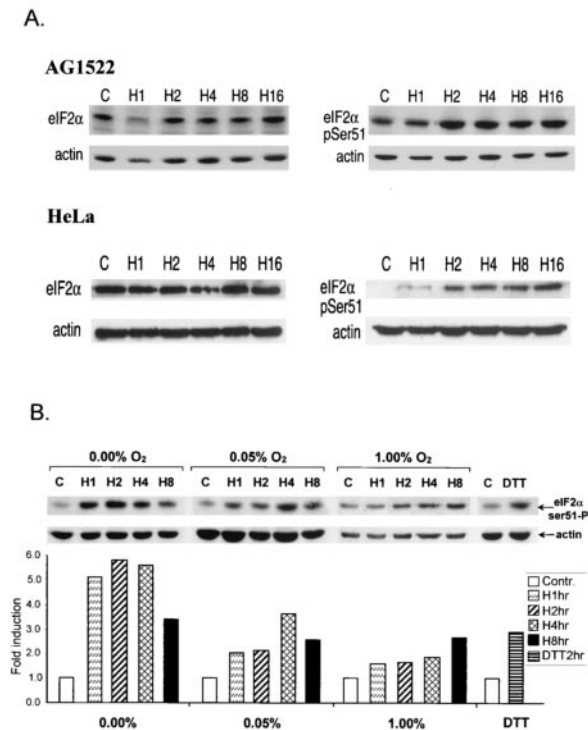 A.
AG1522
C H1 H2 H4 H8 H16
eIF2α
actin
C H1 H2 H4 H8 H16
eIF2α
pSer51
actin
HeLa
C H1 H2 H4 H8 H16
eIF2α
actin
C H1 H2 H4 H8 H16
eIF2α
pSer51
actin
B.
0.00% O₂ 0.05% O₂ 1.00% O₂
C H1 H2 H4 H8 C H1 H2 H4 H8 C H1 H2 H4 H8 C DTT
eIF2α
ser51-P
actin
Fold induction
6.0
5.0
4.0
3.0
2.0
1.0
0.00% 0.05% 1.00% DTT
Contr.
H1hr
H2hr
H4hr
H8hr
DTT2hr